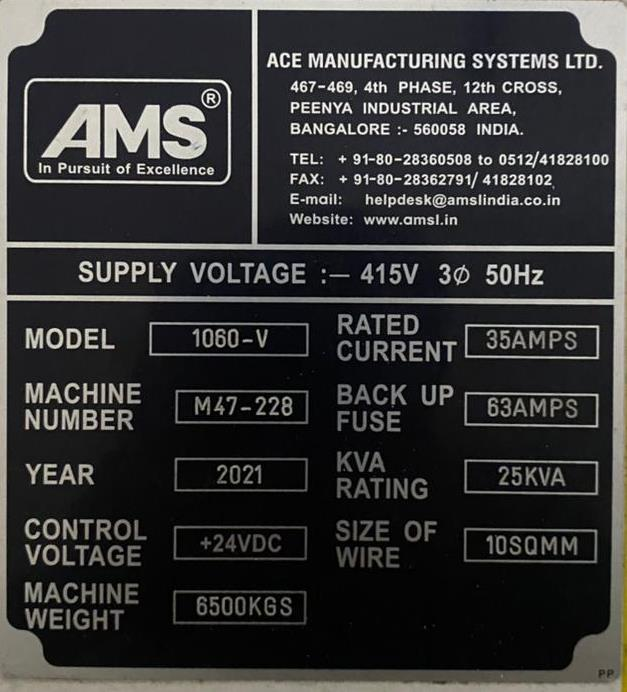 AMS®
In Pursuit of Excellence
ACE MANUFACTURING SYSTEMS LTD.
467-469, 4th PHASE, 12th CROSS,
PEENYA INDUSTRIAL AREA,
BANGALORE :- 560058 INDIA.
TEL: + 91-80-28360508 to 0512/41828100
FAX: + 91-80-28362791/ 41828102,
E-mail: helpdesk@amslindia.co.in
Website: www.amsl.in
SUPPLY VOLTAGE :— 415V 3Ø 50Hz
MODEL 1060-V
MACHINE NUMBER M47-228
YEAR 2021
CONTROL VOLTAGE +24VDC
MACHINE WEIGHT 6500KGS
RATED CURRENT 35AMPS
BACK UP FUSE 63AMPS
KVA RATING 25KVA
SIZE OF WIRE 10SQMM
PP